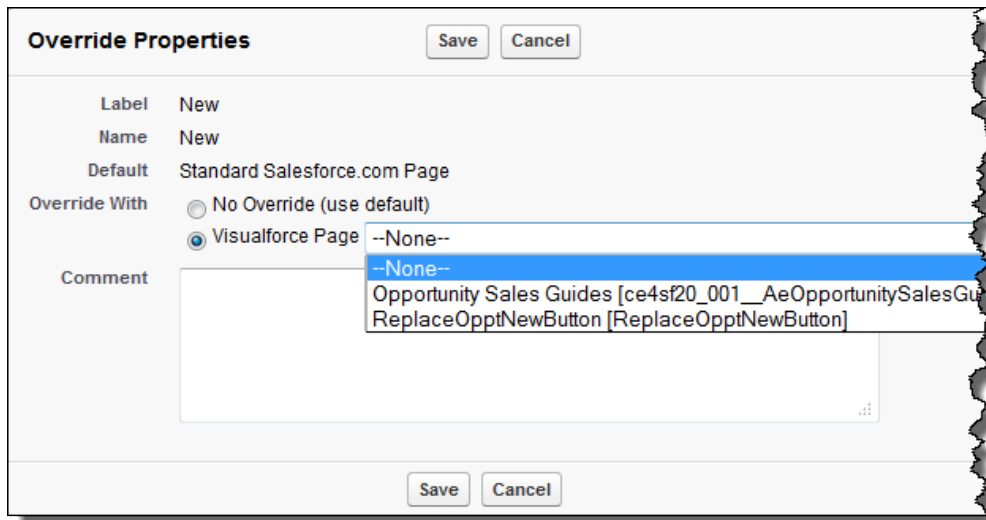 Override Properties Save Cancel
Label New
Name New
Default Standard Salesforce.com Page
Override With No Override (use default)
Visualforce Page --None--
--None--
Opportunity Sales Guides [ce4sf20_001__AeOpportunitySalesGu
ReplaceOpptNewButton [ReplaceOpptNewButton]
Comment
Save Cancel